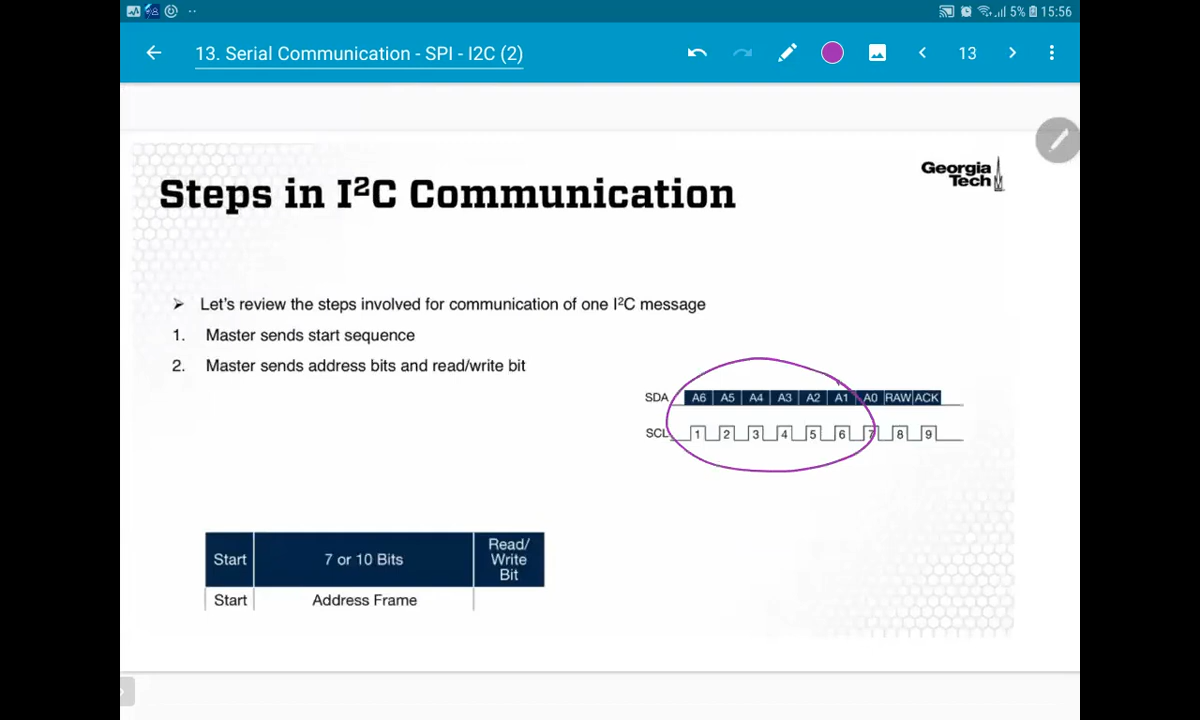 5% 15:56
13. Serial Communication - SPI - I2C (2)
13
Georgia
Tech
Steps in I²C Communication
➢ Let's review the steps involved for communication of one I²C message
1. Master sends start sequence
2. Master sends address bits and read/write bit
SDA A6 A5 A4 A3 A2 A1 A0 RAW ACK
SCL 1 2 3 4 5 6 7 8 9
Start 7 or 10 Bits Read/
Write
Bit
Start Address Frame